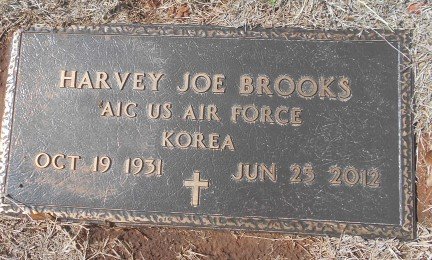 HARVEY JOE BROOKS
A1C US AIR FORCE
KOREA
OCT 19 1931 JUN 23 2012